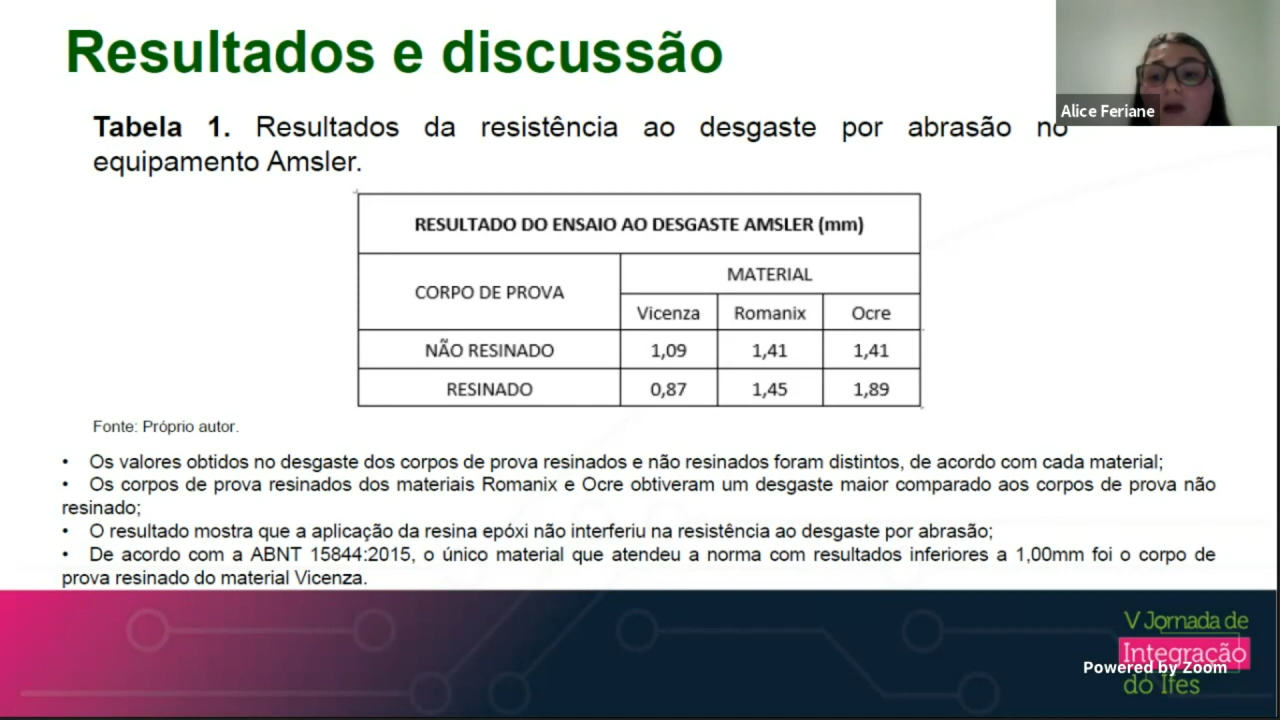 Resultados e discussão
Alice Feriane
Tabela 1. Resultados da resistência ao desgaste por abrasão no
equipamento Amsler.
RESULTADO DO ENSAIO AO DESGASTE AMSLER (mm)
CORPO DE PROVA
MATERIAL
Vicenza Romanix Ocre
NÃO RESINADO 1,09 1,41 1,41
RESINADO 0,87 1,45 1,89
Fonte: Próprio autor.
• Os valores obtidos no desgaste dos corpos de prova resinados e não resinados foram distintos, de acordo com cada material;
• Os corpos de prova resinados dos materiais Romanix e Ocre obtiveram um desgaste maior comparado aos corpos de prova não
resinado;
• O resultado mostra que a aplicação da resina epóxi não interferiu na resistência ao desgaste por abrasão;
• De acordo com a ABNT 15844:2015, o único material que atendeu a norma com resultados inferiores a 1,00mm foi o corpo de
prova resinado do material Vicenza.
V Jornada de
Integração
Powered by Zoom
do Ifes